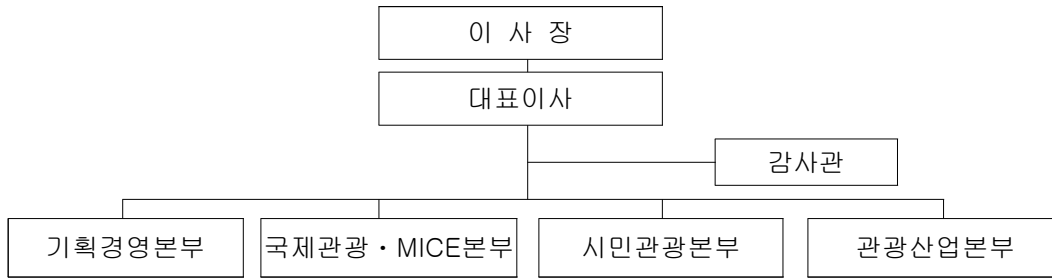 이 사 장
대표이사
감사관
기획경영본부
국제관광・MICE본부
시민관광본부
관광산업본부